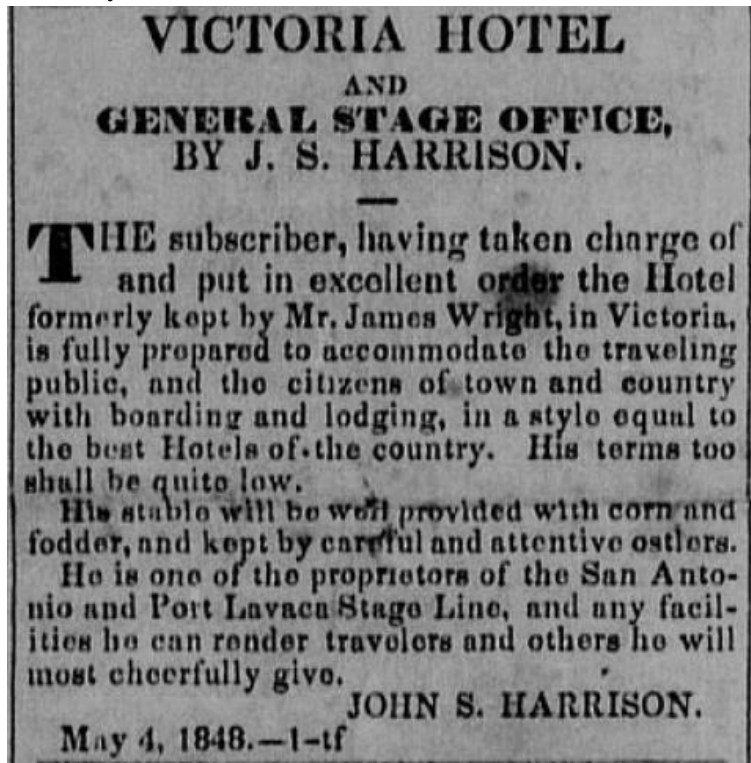 VICTORIA HOTEL
AND
GENERAL STAGE OFFICE,
BY J. S. HARRISON.
THE subscriber, having taken charge of
and put in excellent order the Hotel
formerly kept by Mr. James Wright, in Victoria,
is fully prepared to accommodate the traveling
public, and the citizens of town and country
with boarding and lodging, in a style equal to
the best Hotels of the country. His terms too
shall be quite low.
His stable will be well provided with corn and
fodder, and kept by careful and attentive ostlers.
He is one of the proprietors of the San Anto-
nio and Port Lavaca Stage Line, and any facil-
ities he can render travelers and others he will
most cheerfully give.
JOHN S. HARRISON.
May 4, 1848.—1-tf